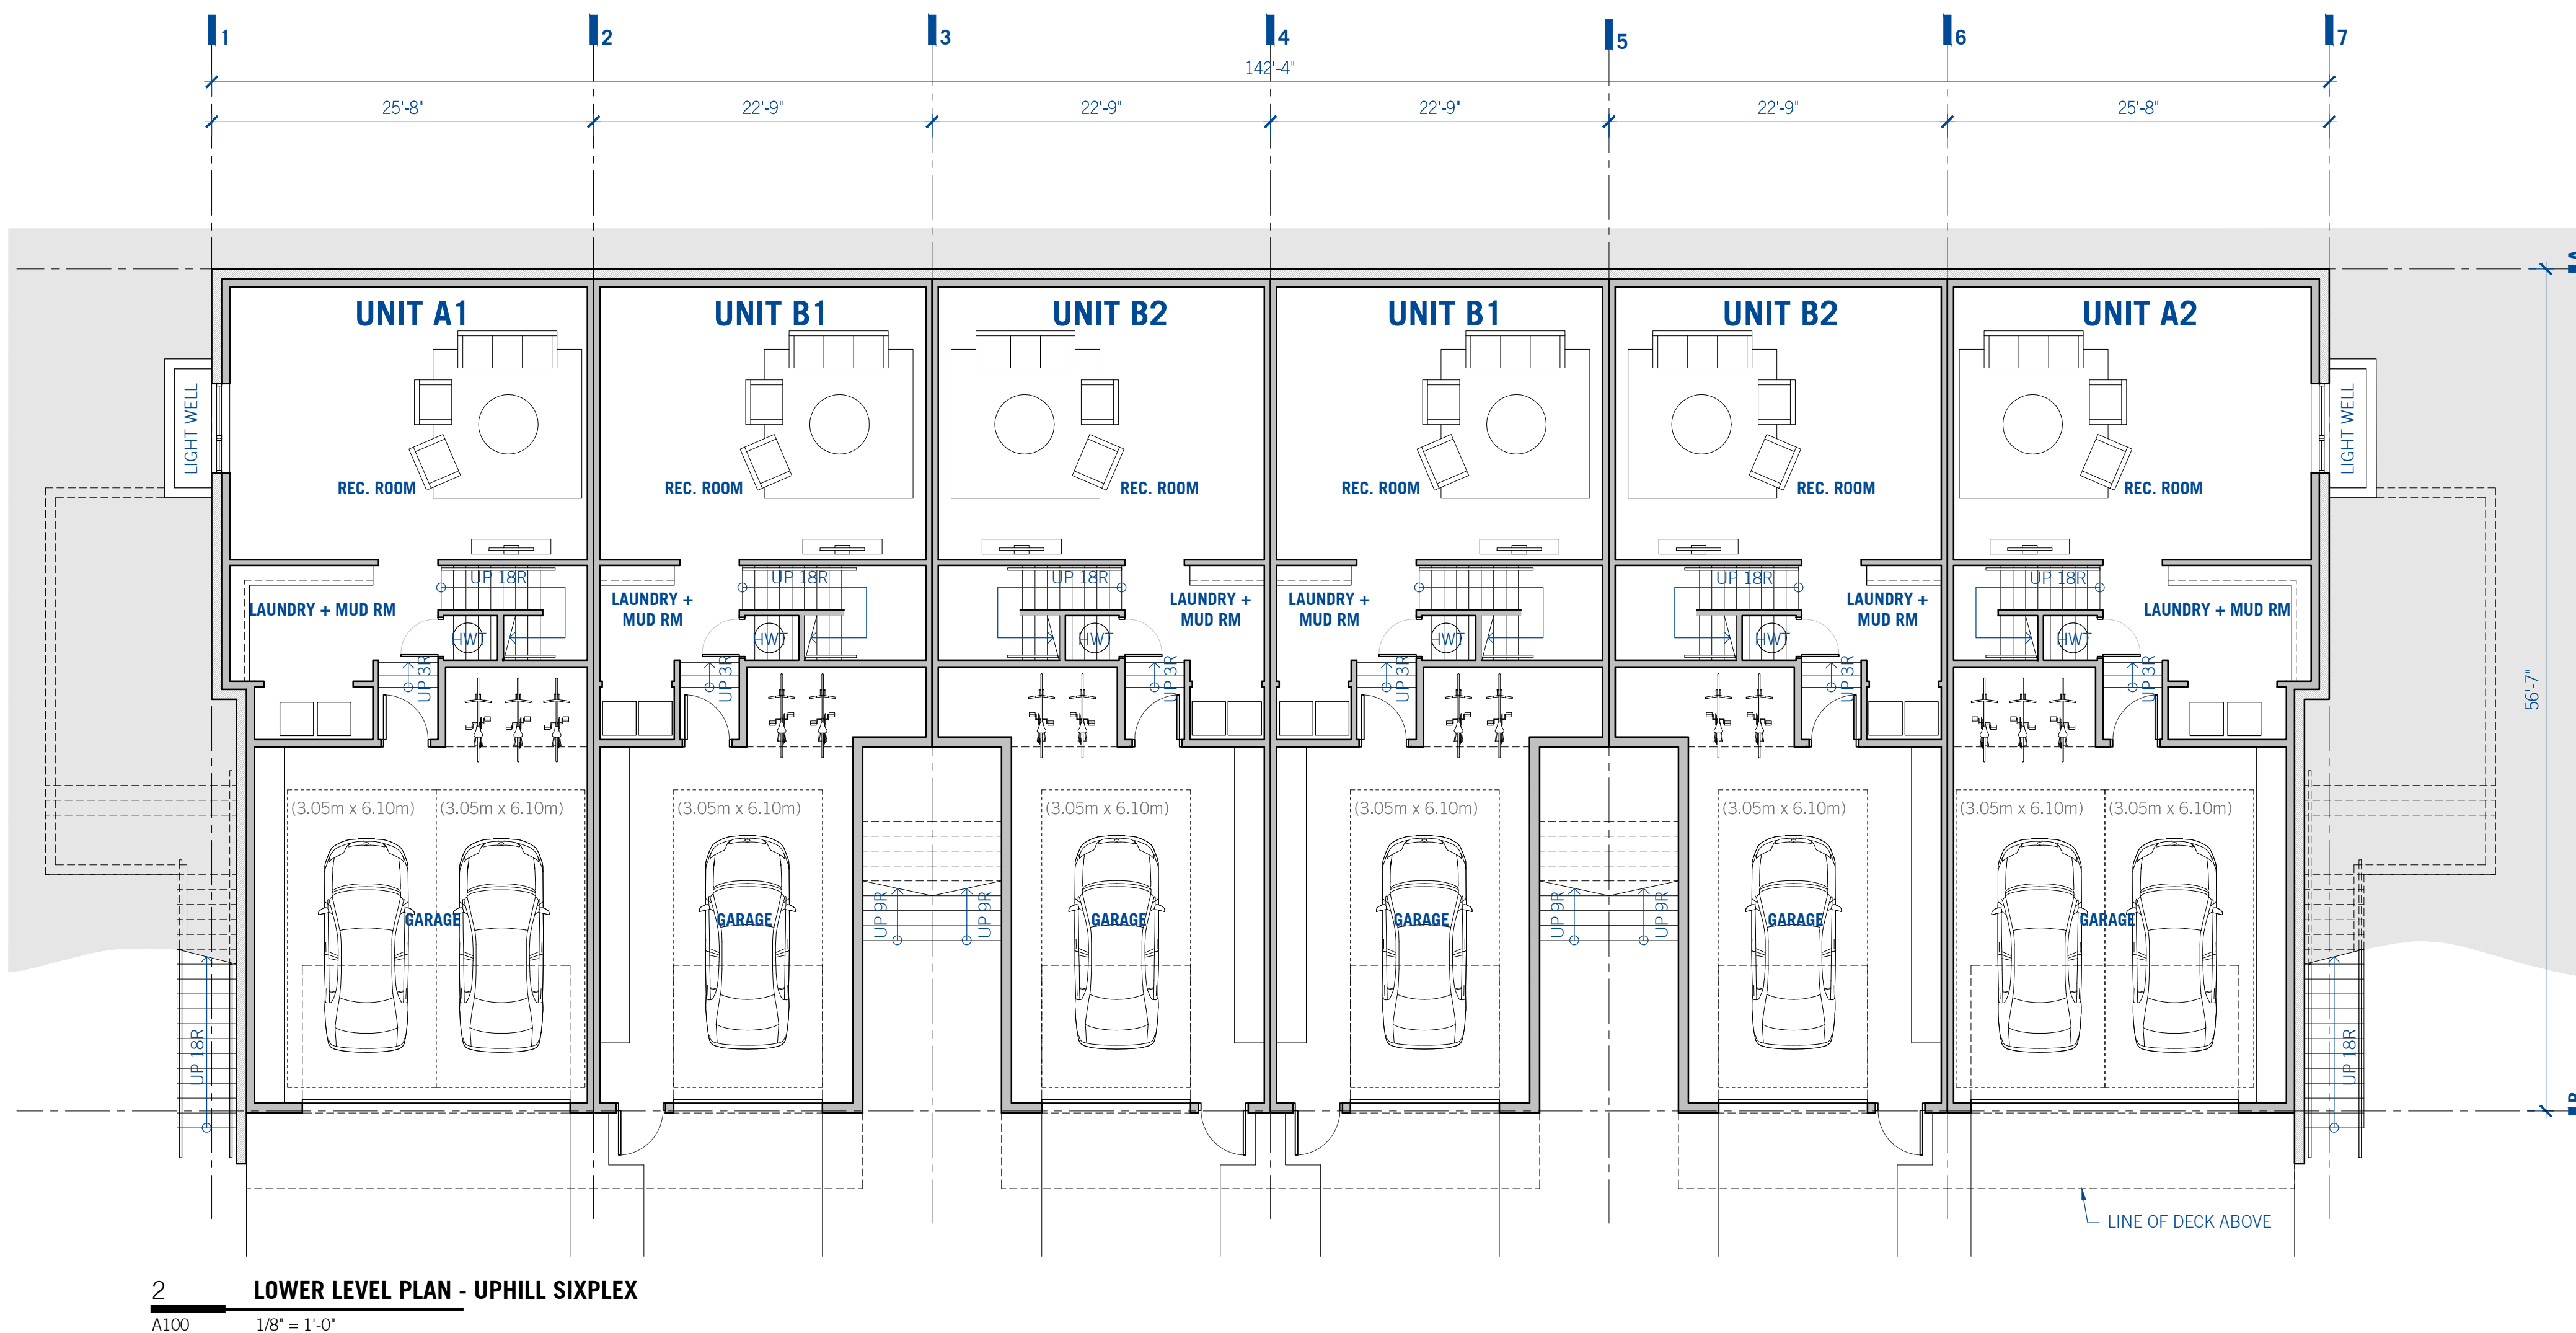 1
2
3
4
5
6
7
142'-4"
25'-8"
22'-9"
22'-9"
22'-9"
22'-9"
25'-8"
UNIT A1
UNIT B1
UNIT B2
UNIT B1
UNIT B2
UNIT A2
LIGHT WELL
LIGHT WELL
REC. ROOM
REC. ROOM
REC. ROOM
REC. ROOM
REC. ROOM
REC. ROOM
UP 18R
UP 18R
UP 18R
UP 18R
UP 18R
UP 18R
LAUNDRY + MUD RM
LAUNDRY +
MUD RM
LAUNDRY +
MUD RM
LAUNDRY +
MUD RM
LAUNDRY +
MUD RM
LAUNDRY + MUD RM
HWT
HWT
HWT
HWT
HWT
HWT
UP 3R
UP 3R
UP 3R
UP 3R
UP 3R
UP 3R
56'-7"
(3.05m x 6.10m)
(3.05m x 6.10m)
(3.05m x 6.10m)
(3.05m x 6.10m)
(3.05m x 6.10m)
(3.05m x 6.10m)
(3.05m x 6.10m)
(3.05m x 6.10m)
GARAGE
GARAGE
UP 9R
UP 9R
GARAGE
GARAGE
UP 9R
UP 9R
GARAGE
GARAGE
UP 18R
UP 18R
LINE OF DECK ABOVE
2
LOWER LEVEL PLAN - UPHILL SIXPLEX
A100
1/8" = 1'-0"